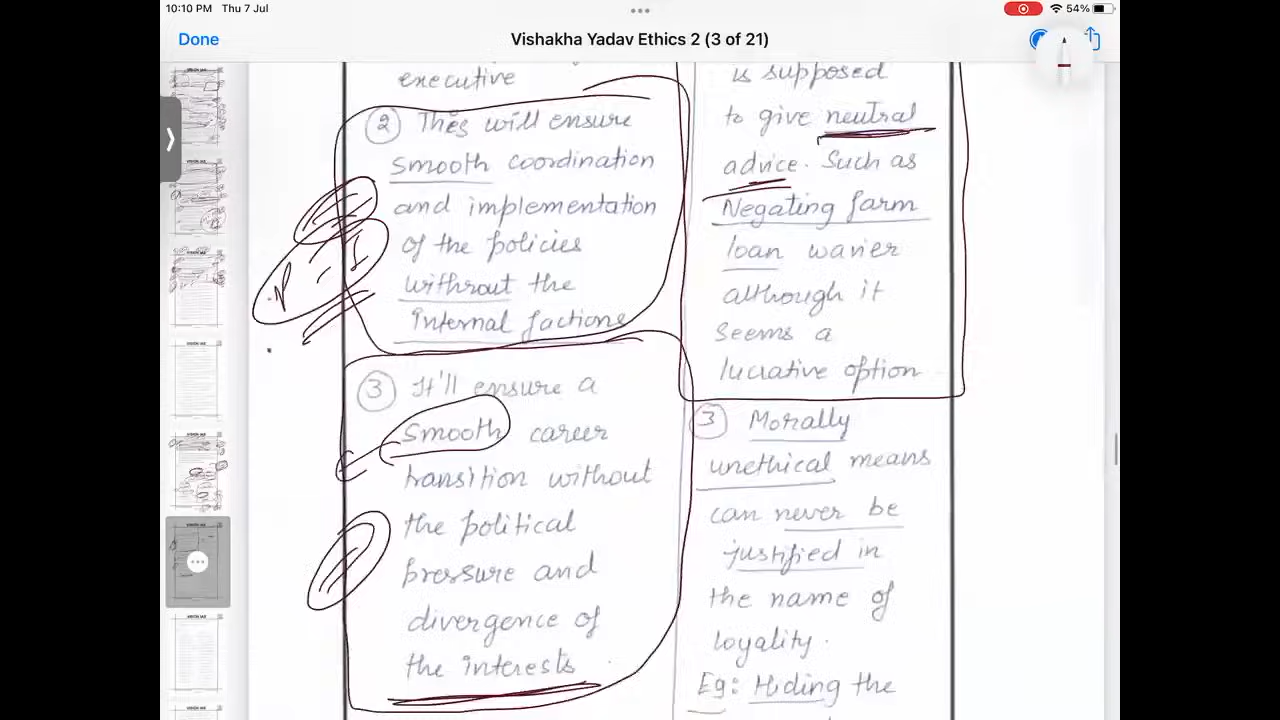 10:10 PM Thu 7 Jul
54%
Done
Vishakha Yadav Ethics 2 (3 of 21)
executive
② They will ensure
smooth coordination
and implementation
of the policies
without the
internal factions
③ It'll ensure a
smooth career
transition without
the political
pressure and
divergence of
the interests
is supposed
to give neutral
advice. Such as
Negating farm
loan wavier
although it
seems a
lucrative option
③ Morally
unethical means
can never be
justified in
the name of
loyality.
Eg: Hiding the